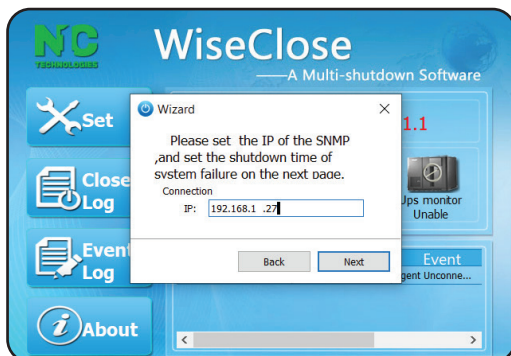 NTC
TECHNOLOGIES
WiseClose
——A Multi-shutdown Software
Set
Close
Log
Event
Log
About
Wizard
Please set the IP of the SNMP
,and set the shutdown time of
system failure on the next page.
Connection
IP: 192.168.1 .27
Back Next
1.1
Ups monitor
Unable
Event
gent Unconne...